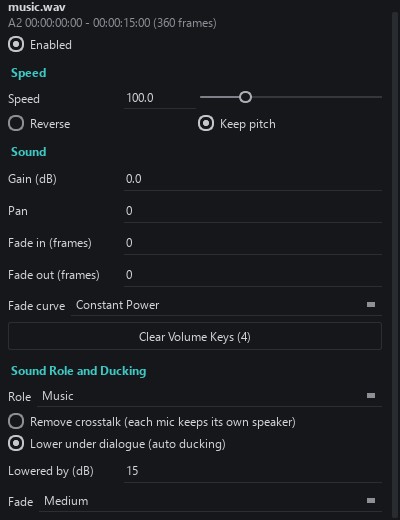 music.wav
A2 00:00:00:00 - 00:00:15:00 (360 frames)
Enabled
Speed
Speed 100.0
Reverse Keep pitch
Sound
Gain (dB) 0.0
Pan 0
Fade in (frames) 0
Fade out (frames) 0
Fade curve Constant Power
Clear Volume Keys (4)
Sound Role and Ducking
Role Music
Remove crosstalk (each mic keeps its own speaker)
Lower under dialogue (auto ducking)
Lowered by (dB) 15
Fade Medium